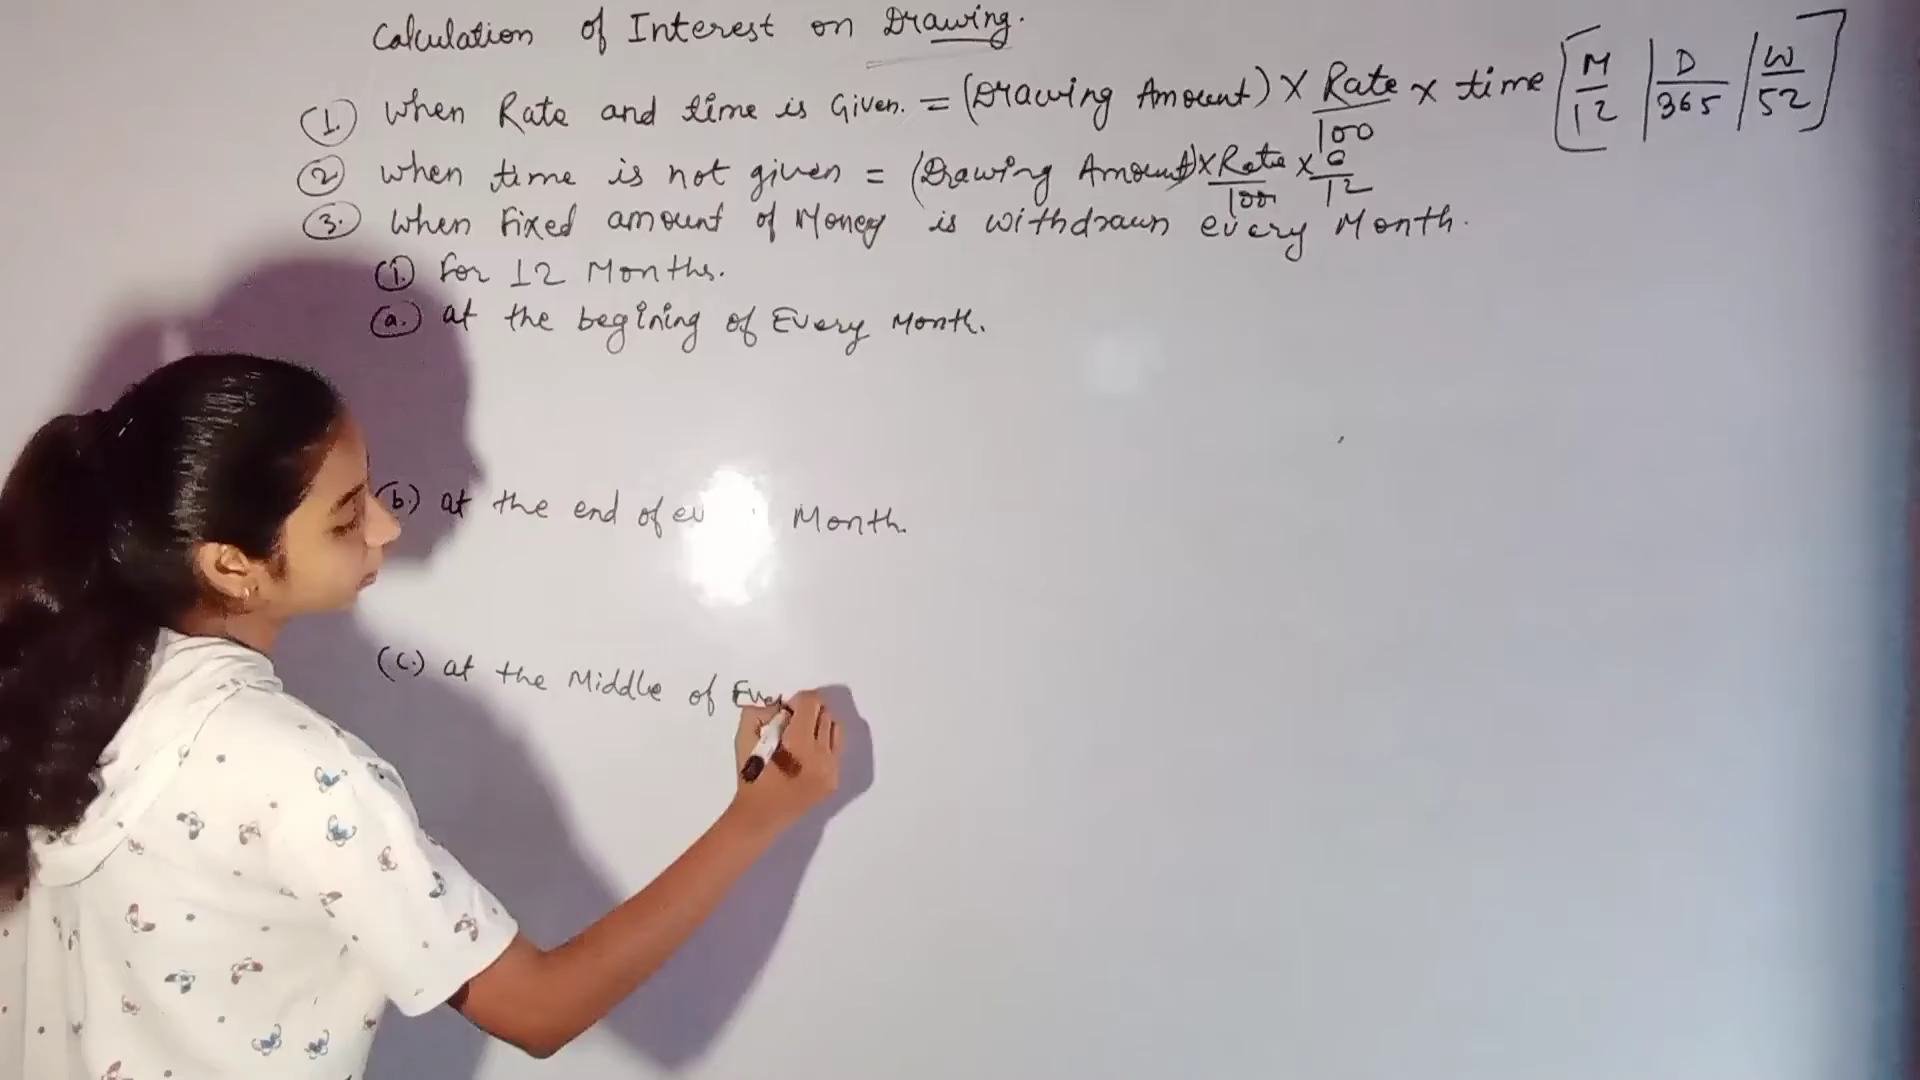 Calculation of Interest on Drawing.
(1.) When Rate and time is Given. = (Drawing Amount) X Rate/100 x time [M/12 | D/365 | W/52]
(2) When time is not given = (Drawing Amount) X Rate/100 x 6/12
(3.) When Fixed amount of Money is withdrawn every Month.
(1.) For 12 Months.
(a.) at the begining of Every Month.
(b.) at the end of Month.
(C.) at the Middle of